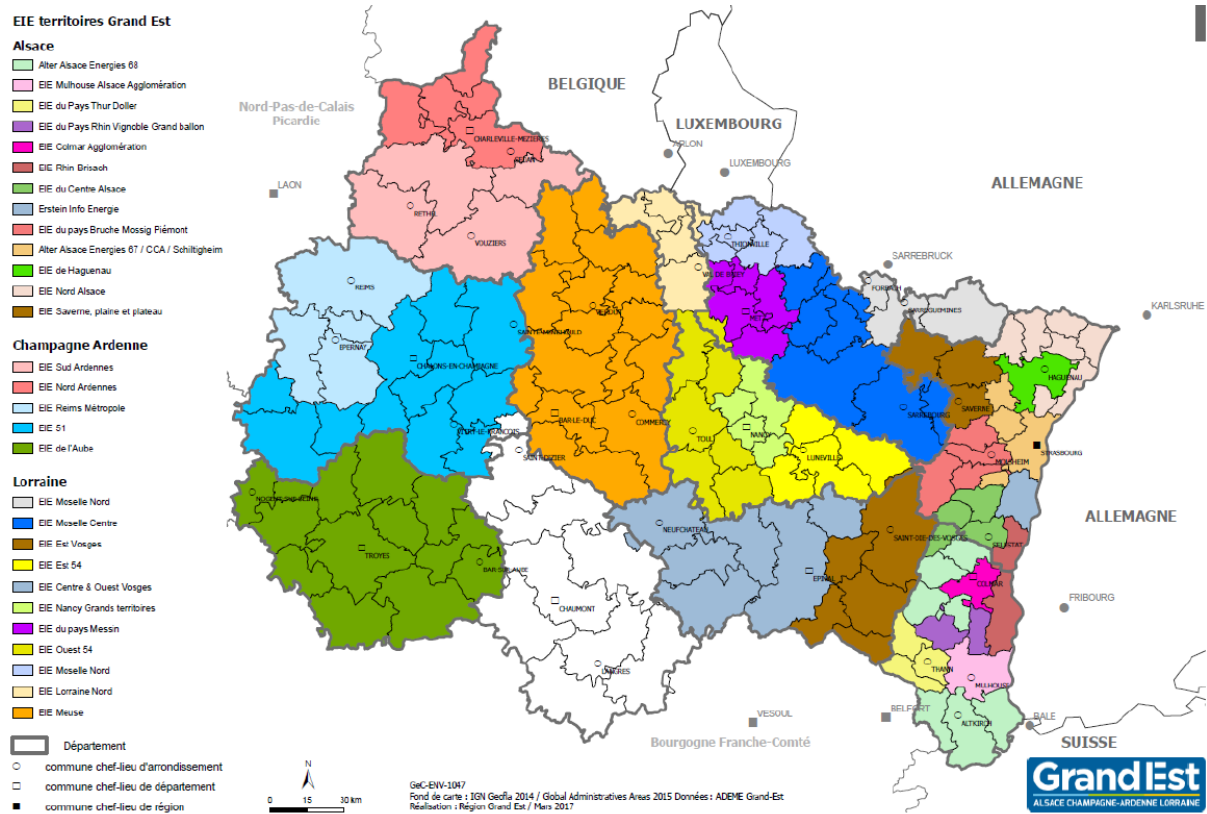 EIE territoires Grand Est
Alsace
Alter Alsace Energies 68
EIE Mulhouse Alsace Agglomération
EIE du Pays Thur Doller
EIE du Pays Rhin Vignoble Grand ballon
EIE Colmar Agglomération
EIE Rhin Brisach
EIE du Centre Alsace
Erstein Info Energie
EIE du pays Bruche Mossig Piémont
Alter Alsace Energies 67 / CCA / Schiltigheim
EIE de Haguenau
EIE Nord Alsace
EIE Saverne, plaine et plateau
Champagne Ardenne
EIE Sud Ardennes
EIE Nord Ardennes
EIE Reims Métropole
EIE 51
EIE de l'Aube
Lorraine
EIE Moselle Nord
EIE Moselle Centre
EIE Est Vosges
EIE Est 54
EIE Centre & Ouest Vosges
EIE Nancy Grands territoires
EIE du pays Messin
EIE Ouest 54
EIE Moselle Nord
EIE Lorraine Nord
EIE Meuse
Département
commune chef-lieu d'arrondissement
commune chef-lieu de département
commune chef-lieu de région
BELGIQUE
Nord-Pas-de-Calais
Picardie
LUXEMBOURG
CHARLEVILLE-MEZIERES
SEDAN
ARLON
LUXEMBOURG
ALLEMAGNE
LAON
RETHEL
VOUZIERS
THIONVILLE
SARREBRUCK
VAL DE BRIEY
FORBACH
REIMS
SARREGUEMINES
KARLSRUHE
VERDUN
METZ
SAINTE-MENEHOULD
EPERNAY
CHALONS-EN-CHAMPAGNE
HAGUENAU
SAVERNE
SARREBOURG
BAR-LE-DUC
COMMERCY
VITRY-LE-FRANCOIS
TOUL
NANCY
STRASBOURG
SAINT-DIZIER
LUNEVILLE
MOLSHEIM
NOGENT-SUR-SEINE
ALLEMAGNE
NEUFCHATEAU
SAINT-DIE-DES-VOSGES
SELESTAT
TROYES
BAR-SUR-AUBE
EPINAL
COLMAR
CHAUMONT
FRIBOURG
LANGRES
THANN
MULHOUSE
VESOUL
BELFORT
ALTKIRCH
BALE
Bourgogne Franche-Comté
SUISSE
N
0 15 30 km
GeC-ENV-1047
Fond de carte : IGN Geofla 2014 / Global Administratives Areas 2015 Données : ADEME Grand-Est
Réalisation : Région Grand Est / Mars 2017
GrandEst
ALSACE CHAMPAGNE-ARDENNE LORRAINE